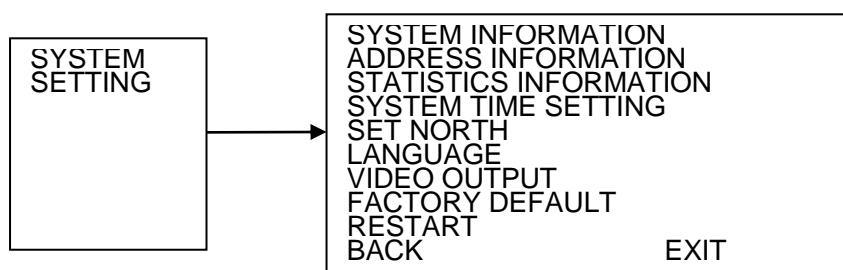 SYSTEM
SETTING
SYSTEM INFORMATION
ADDRESS INFORMATION
STATISTICS INFORMATION
SYSTEM TIME SETTING
SET NORTH
LANGUAGE
VIDEO OUTPUT
FACTORY DEFAULT
RESTART
BACK EXIT